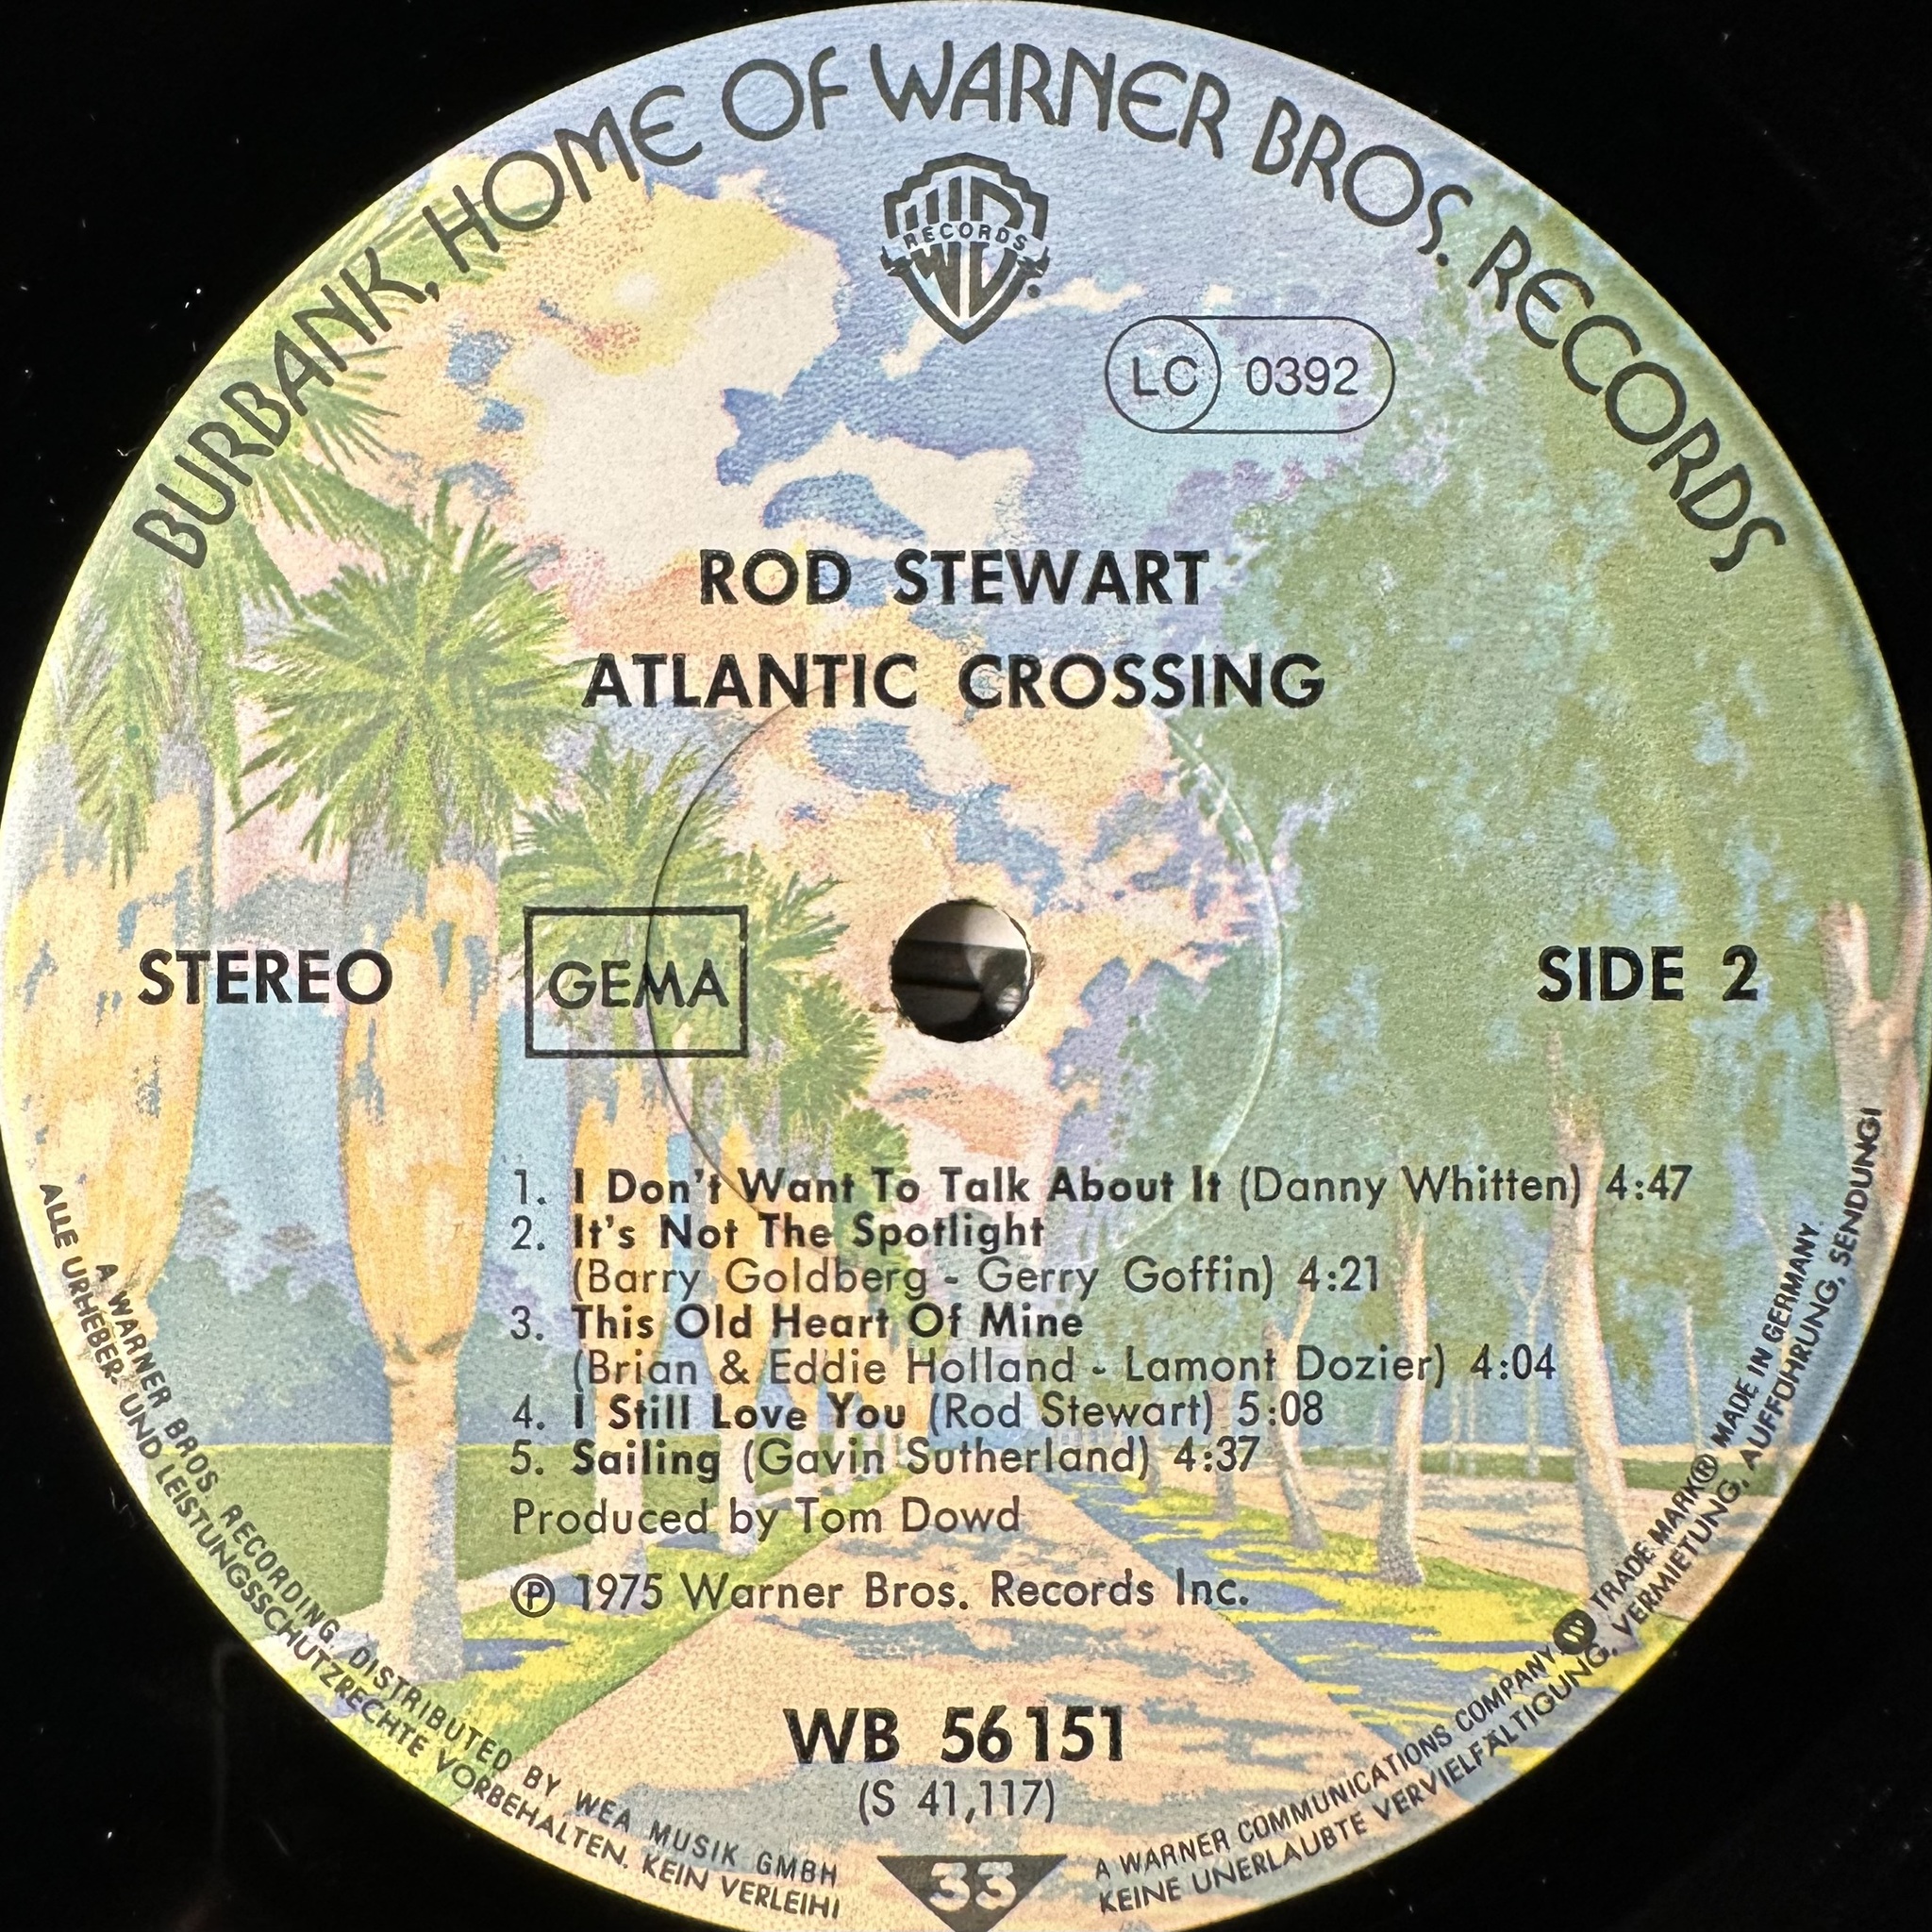 BURBANK, HOME OF WARNER BROS. RECORDS
RECORDS
LC 0392
ROD STEWART
ATLANTIC CROSSING
STEREO
GEMA
SIDE 2
1. I Don't Want To Talk About It (Danny Whitten) 4:47
2. It's Not The Spotlight
(Barry Goldberg - Gerry Goffin) 4:21
3. This Old Heart Of Mine
(Brian & Eddie Holland - Lamont Dozier) 4:04
4. I Still Love You (Rod Stewart) 5:08
5. Sailing (Gavin Sutherland) 4:37
Produced by Tom Dowd
Ⓟ 1975 Warner Bros. Records Inc.
WB 56 151
(S 41,117)
33
A WARNER BROS. RECORDING, DISTRIBUTED BY WEA MUSIK GMBH
A WARNER COMMUNICATIONS COMPANY W TRADE MARK® MADE IN GERMANY.
ALLE URHEBER- UND LEISTUNGSSCHUTZRECHTE VORBEHALTEN. KEIN VERLEIH!
KEINE UNERLAUBTE VERVIELFÄLTIGUNG, VERMIETUNG, AUFFÜHRUNG, SENDUNG!